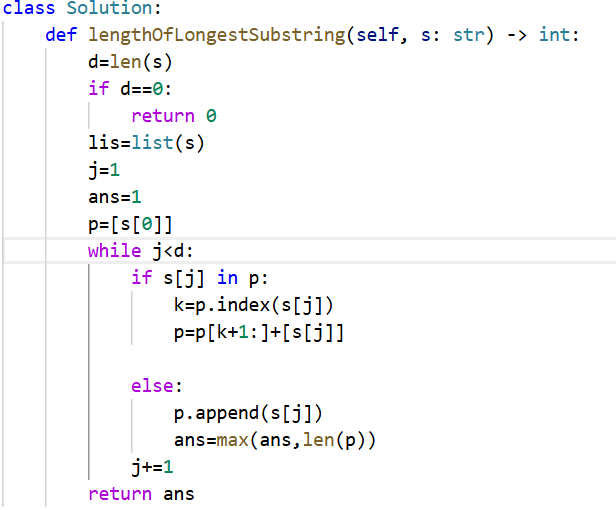 class Solution:
    def lengthOfLongestSubstring(self, s: str) -> int:
        d=len(s)
        if d==0:
            return 0
        lis=list(s)
        j=1
        ans=1
        p=[s[0]]
        while j<d:
            if s[j] in p:
                k=p.index(s[j])
                p=p[k+1:]+[s[j]]
            else:
                p.append(s[j])
                ans=max(ans,len(p))
            j+=1
        return ans